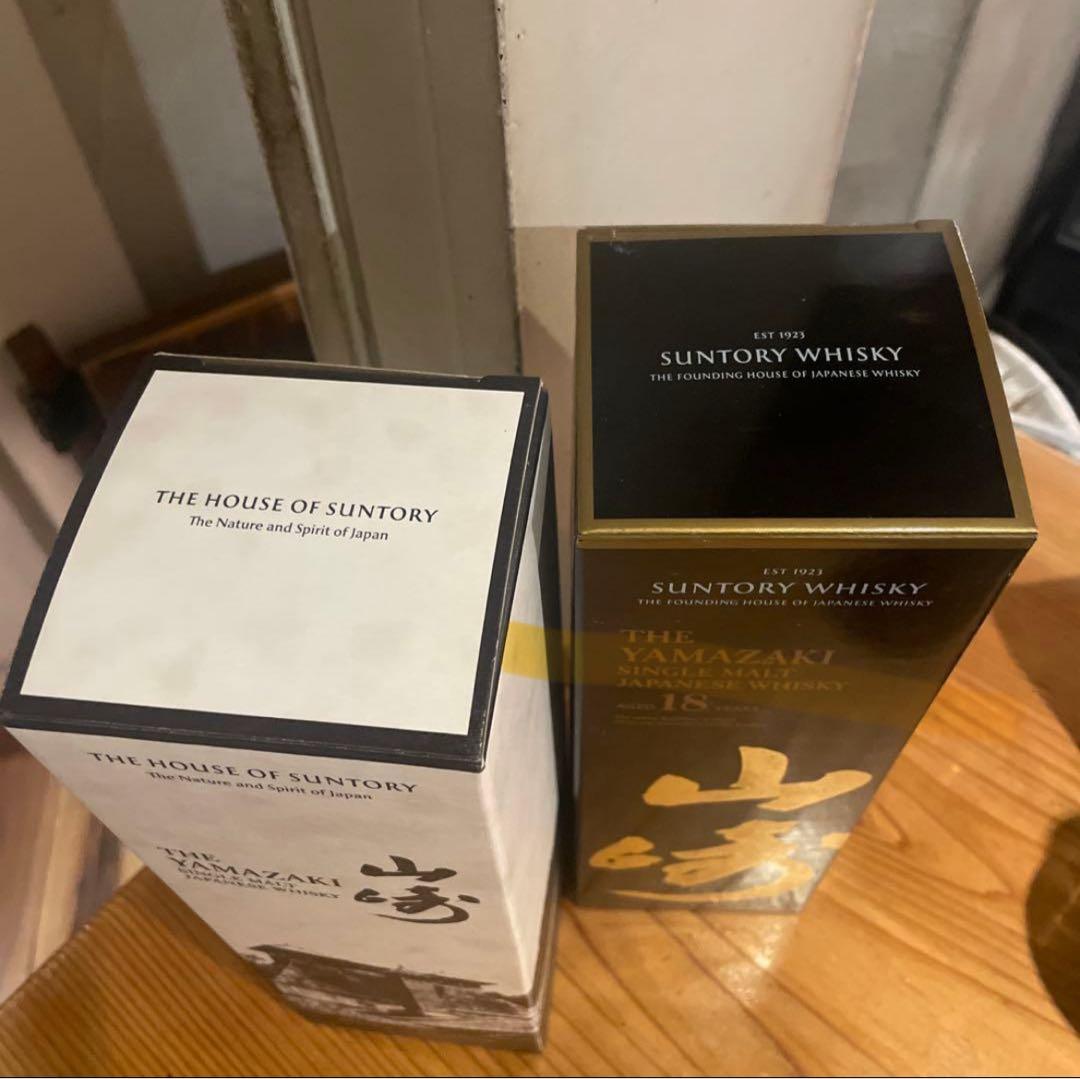 THE HOUSE OF SUNTORY
The Nature and Spirit of Japan
THE HOUSE OF SUNTORY
The Nature and Spirit of Japan
THE
YAMAZAKI
SINGLE MALT
JAPANESE WHISKY
山崎
EST 1923
SUNTORY WHISKY
THE FOUNDING HOUSE OF JAPANESE WHISKY
EST 1923
SUNTORY WHISKY
THE FOUNDING HOUSE OF JAPANESE WHISKY
THE
YAMAZAKI
SINGLE MALT
JAPANESE WHISKY
AGED 18 YEARS
山崎